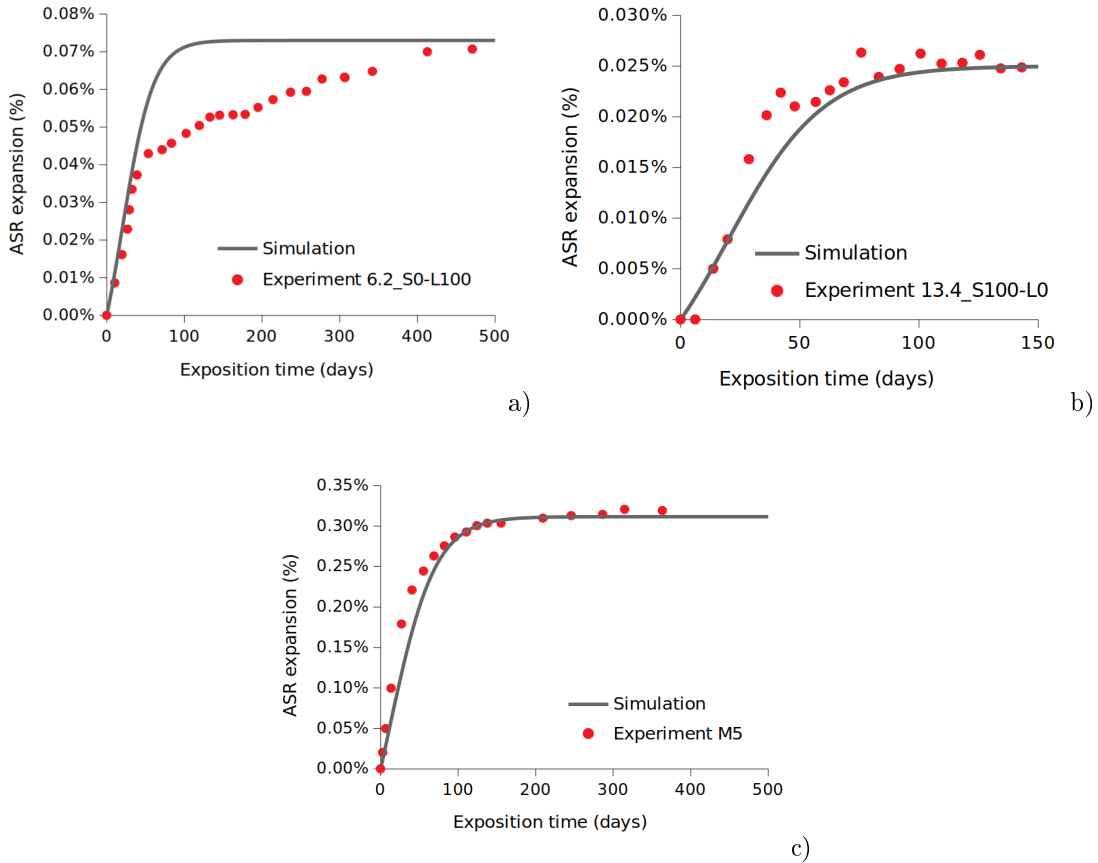 0.08%
0.07%
0.06%
0.05%
0.04%
0.03%
0.02%
0.01%
0.00%
ASR expansion (%)
Simulation
Experiment 6.2_S0-L100
0 100 200 300 400 500
Exposition time (days)
a)
0.030%
0.025%
0.020%
0.015%
0.010%
0.005%
0.000%
ASR expansion (%)
Simulation
Experiment 13.4_S100-L0
0 50 100 150
Exposition time (days)
b)
0.35%
0.30%
0.25%
0.20%
0.15%
0.10%
0.05%
0.00%
ASR expansion (%)
Simulation
Experiment M5
0 100 200 300 400 500
Exposition time (days)
c)